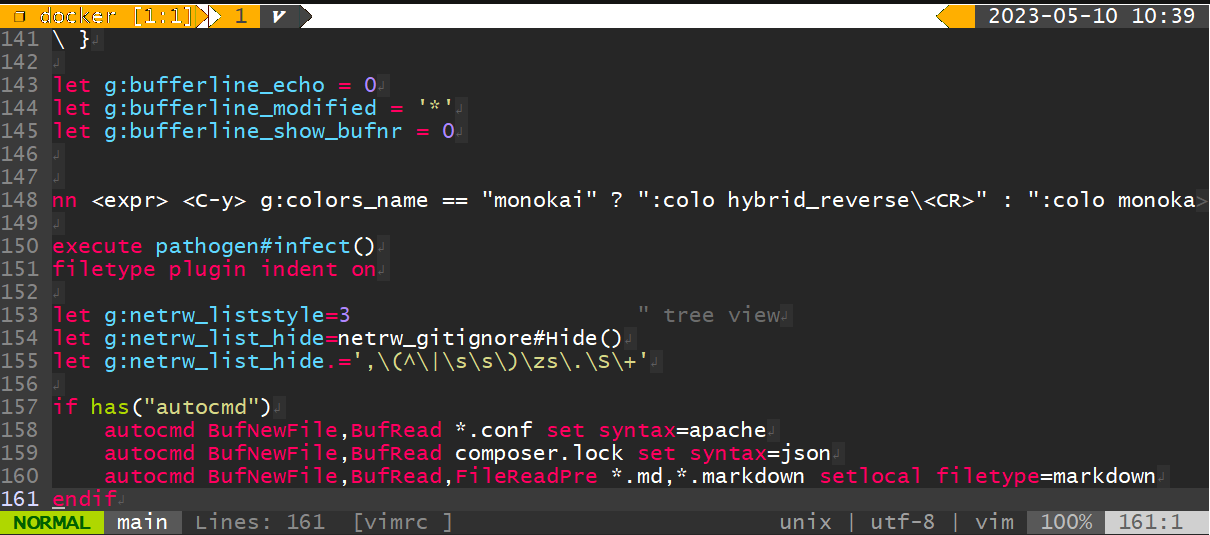 docker [1:1] 1 v 2023-05-10 10:39
141 \ }
142
143 let g:bufferline_echo = 0
144 let g:bufferline_modified = '*'
145 let g:bufferline_show_bufnr = 0
146
147
148 nn <expr> <C-y> g:colors_name == "monokai" ? ":colo hybrid_reverse\<CR>" : ":colo monoka>
149
150 execute pathogen#infect()
151 filetype plugin indent on
152
153 let g:netrw_liststyle=3 " tree view
154 let g:netrw_list_hide=netrw_gitignore#Hide()
155 let g:netrw_list_hide.=',\(^\|\s\s\)\zs\.\S\+'
156
157 if has("autocmd")
158 autocmd BufNewFile,BufRead *.conf set syntax=apache
159 autocmd BufNewFile,BufRead composer.lock set syntax=json
160 autocmd BufNewFile,BufRead,FileReadPre *.md,*.markdown setlocal filetype=markdown
161 endif
NORMAL main Lines: 161 [vimrc ] unix | utf-8 | vim 100% 161:1